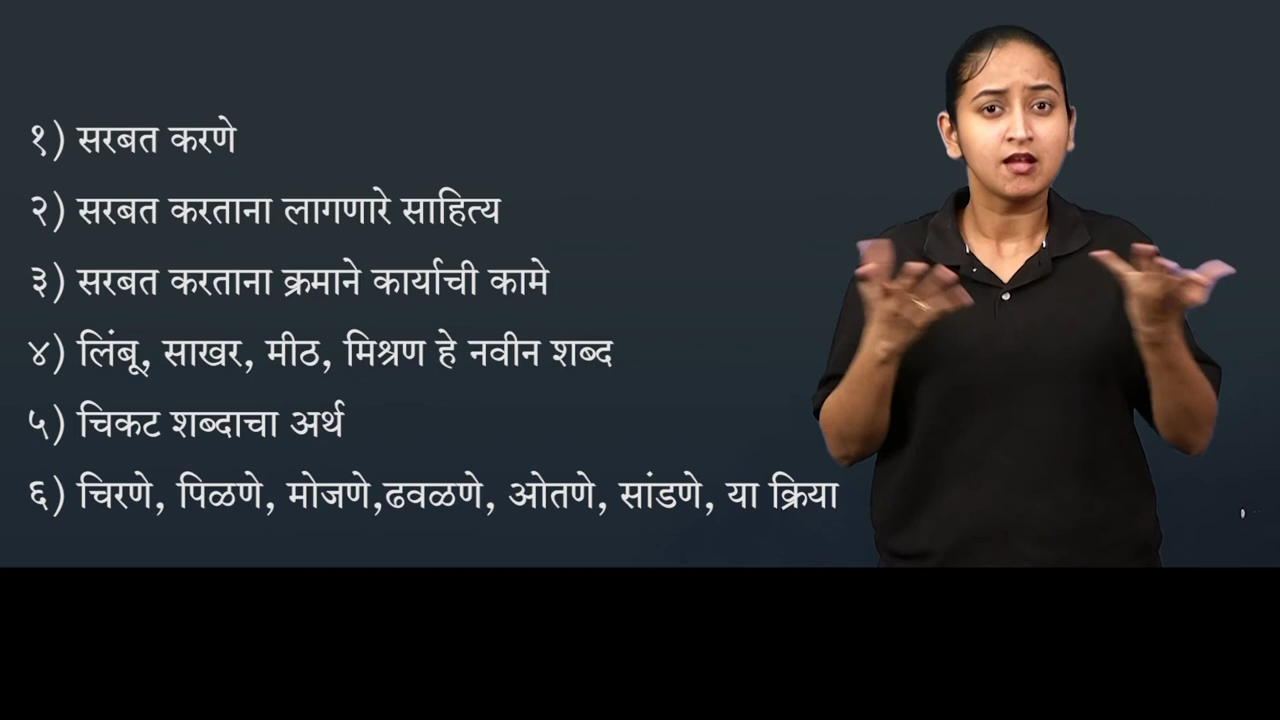 १) सरबत करणे
२) सरबत करताना लागणारे साहित्य
३) सरबत करताना क्रमाने कार्याची कामे
४) लिंबू, साखर, मीठ, मिश्रण हे नवीन शब्द
५) चिकट शब्दाचा अर्थ
६) चिरणे, पिळणे, मोजणे,ढवळणे, ओतणे, सांडणे, या क्रिया